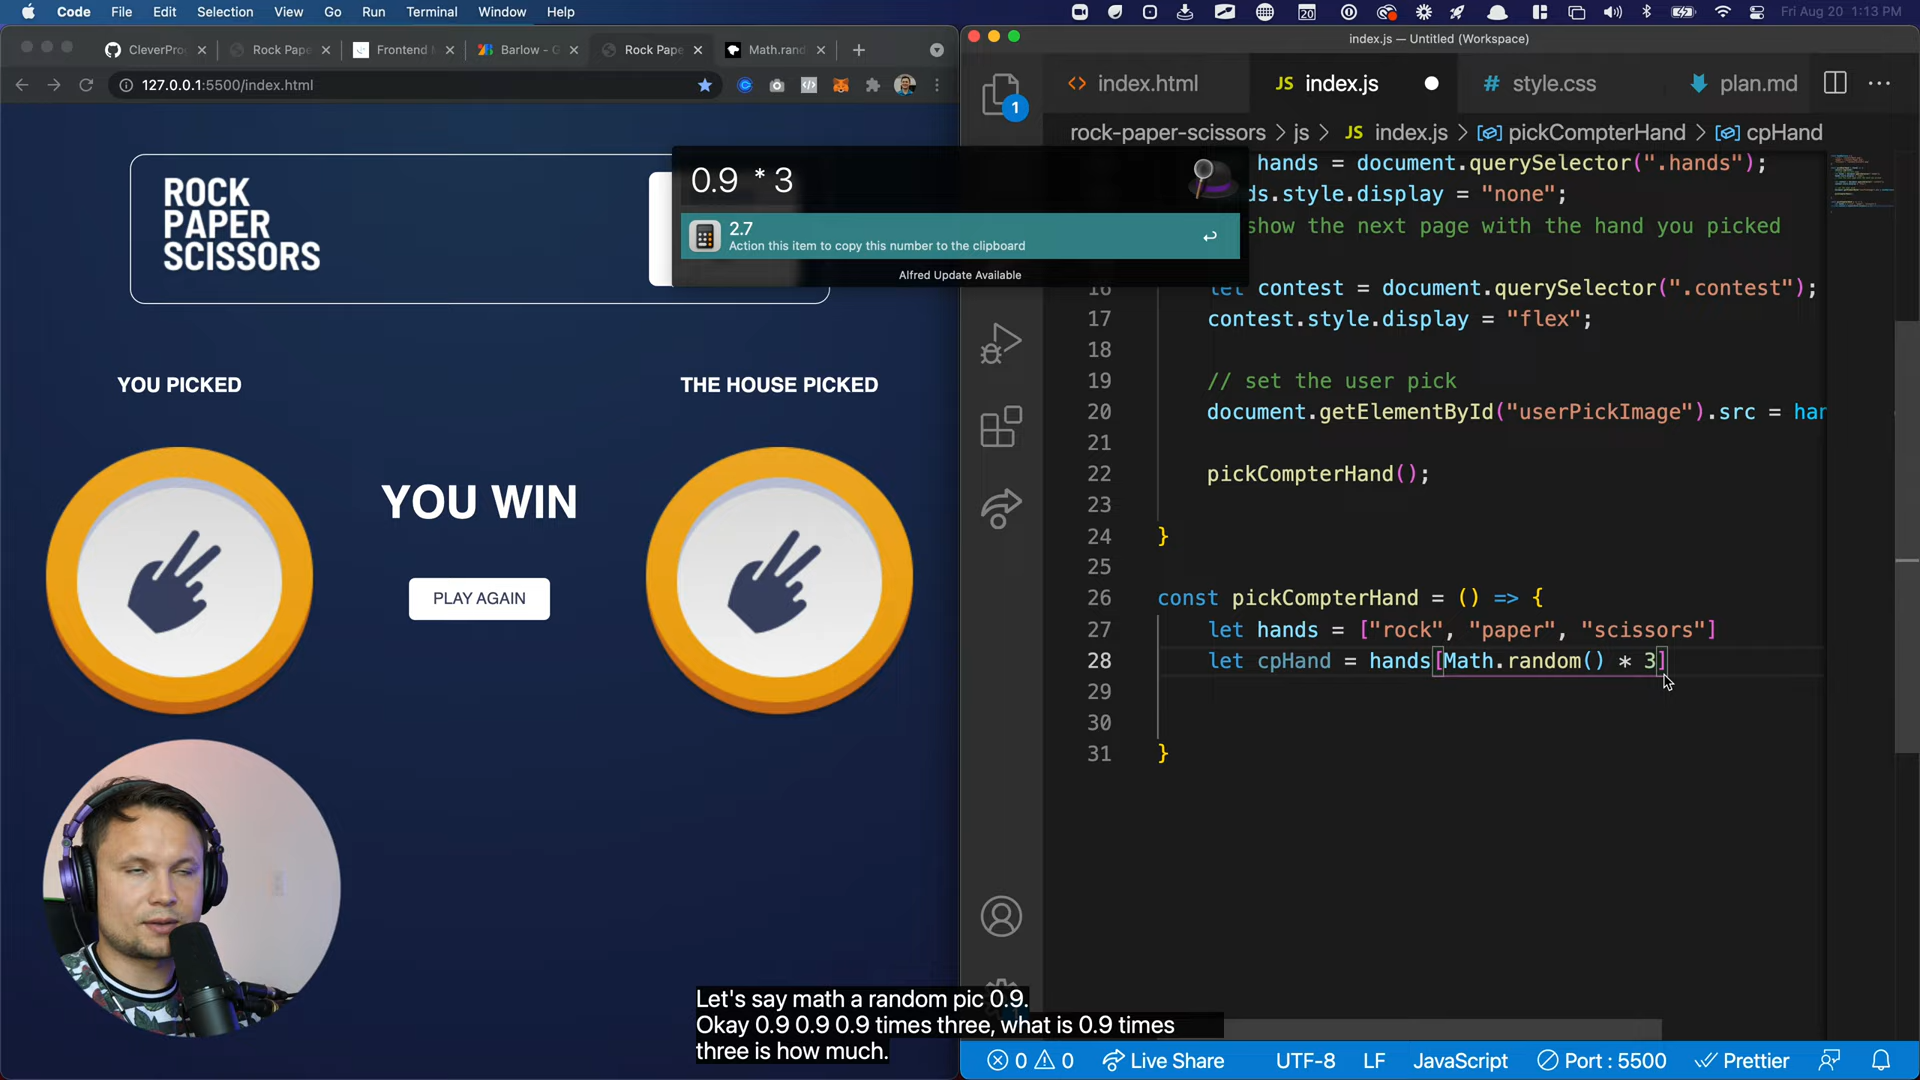 Code File Edit Selection View Go Run Terminal Window Help
20
Fri Aug 20 1:13 PM
CleverPro
Rock Pape
Frontend
Barlow - G
Rock Pape
Math.rand
127.0.0.1:5500/index.html
index.js — Untitled (Workspace)
1
index.html
JS index.js
# style.css
plan.md
rock-paper-scissors > js > JS index.js > pickCompterHand > cpHand
ROCK
PAPER
SCISSORS
0.9 * 3
2.7
Action this item to copy this number to the clipboard
Alfred Update Available
hands = document.querySelector(".hands");
ds.style.display = "none";
show the next page with the hand you picked
16 let contest = document.querySelector(".contest");
17 contest.style.display = "flex";
18
19 // set the user pick
20 document.getElementById("userPickImage").src = han
21
22 pickCompterHand();
23
24 }
25
26 const pickCompterHand = () => {
27 let hands = ["rock", "paper", "scissors"]
28 let cpHand = hands[Math.random() * 3]
29
30
31 }
YOU PICKED
THE HOUSE PICKED
YOU WIN
PLAY AGAIN
Let's say math a random pic 0.9.
Okay 0.9 0.9 0.9 times three, what is 0.9 times
three is how much.
0 0 Live Share UTF-8 LF JavaScript Port : 5500 Prettier